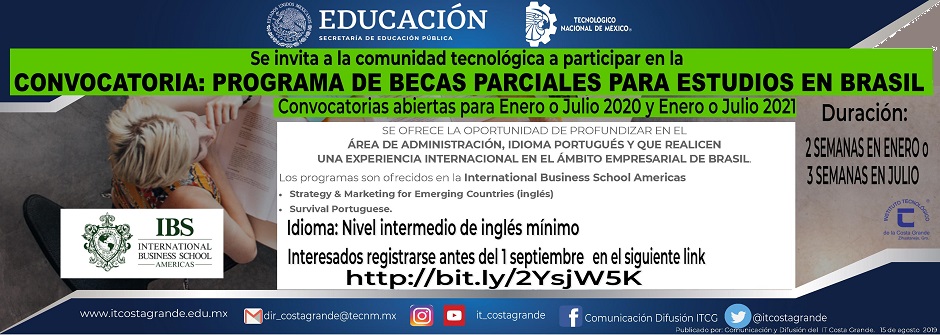 EDUCACIÓN
SECRETARÍA DE EDUCACIÓN PÚBLICA
TECNOLÓGICO
NACIONAL DE MÉXICO®
Se invita a la comunidad tecnológica a participar en la
CONVOCATORIA: PROGRAMA DE BECAS PARCIALES PARA ESTUDIOS EN BRASIL
Convocatorias abiertas para Enero o Julio 2020 y Enero o Julio 2021
SE OFRECE LA OPORTUNIDAD DE PROFUNDIZAR EN EL
ÁREA DE ADMINISTRACIÓN, IDIOMA PORTUGUÉS Y QUE REALICEN
UNA EXPERIENCIA INTERNACIONAL EN EL ÁMBITO EMPRESARIAL DE BRASIL.
Los programas son ofrecidos en la International Business School Americas
• Strategy & Marketing for Emerging Countries (inglés)
• Survival Portuguese.
Idioma: Nivel intermedio de inglés mínimo
Interesados registrarse antes del 1 septiembre en el siguiente link
http://bit.ly/2YsjW5K
Duración:
2 SEMANAS EN ENERO o
3 SEMANAS EN JULIO
IBS
INTERNATIONAL
BUSINESS SCHOOL
AMERICAS
INSTITUTO TECNOLÓGICO
de la Costa Grande
Zihuatanejo, Gro.
www.itcostagrande.edu.mx
dir_costagrande@tecnm.mx
it_costagrande
Comunicación Difusión ITCG
@itcostagrande
Publicado por: Comunicación y Difusión del IT Costa Grande. 15 de agosto 2019